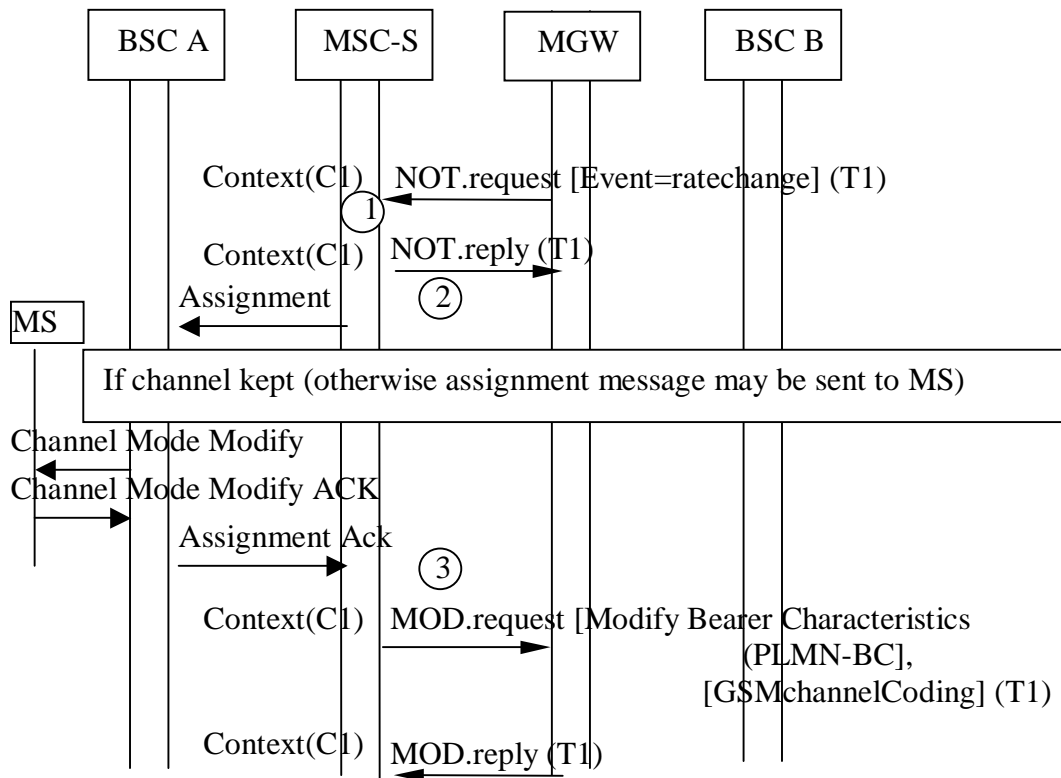 BSC A MSC-S MGW BSC B
Context(C1) NOT.request [Event=ratechange] (T1)
1
Context(C1) NOT.reply (T1)
2
Assignment
MS
If channel kept (otherwise assignment message may be sent to MS)
Channel Mode Modify
Channel Mode Modify ACK
Assignment Ack
3
Context(C1) MOD.request [Modify Bearer Characteristics
(PLMN-BC],
[GSMchannelCoding] (T1)
Context(C1) MOD.reply (T1)